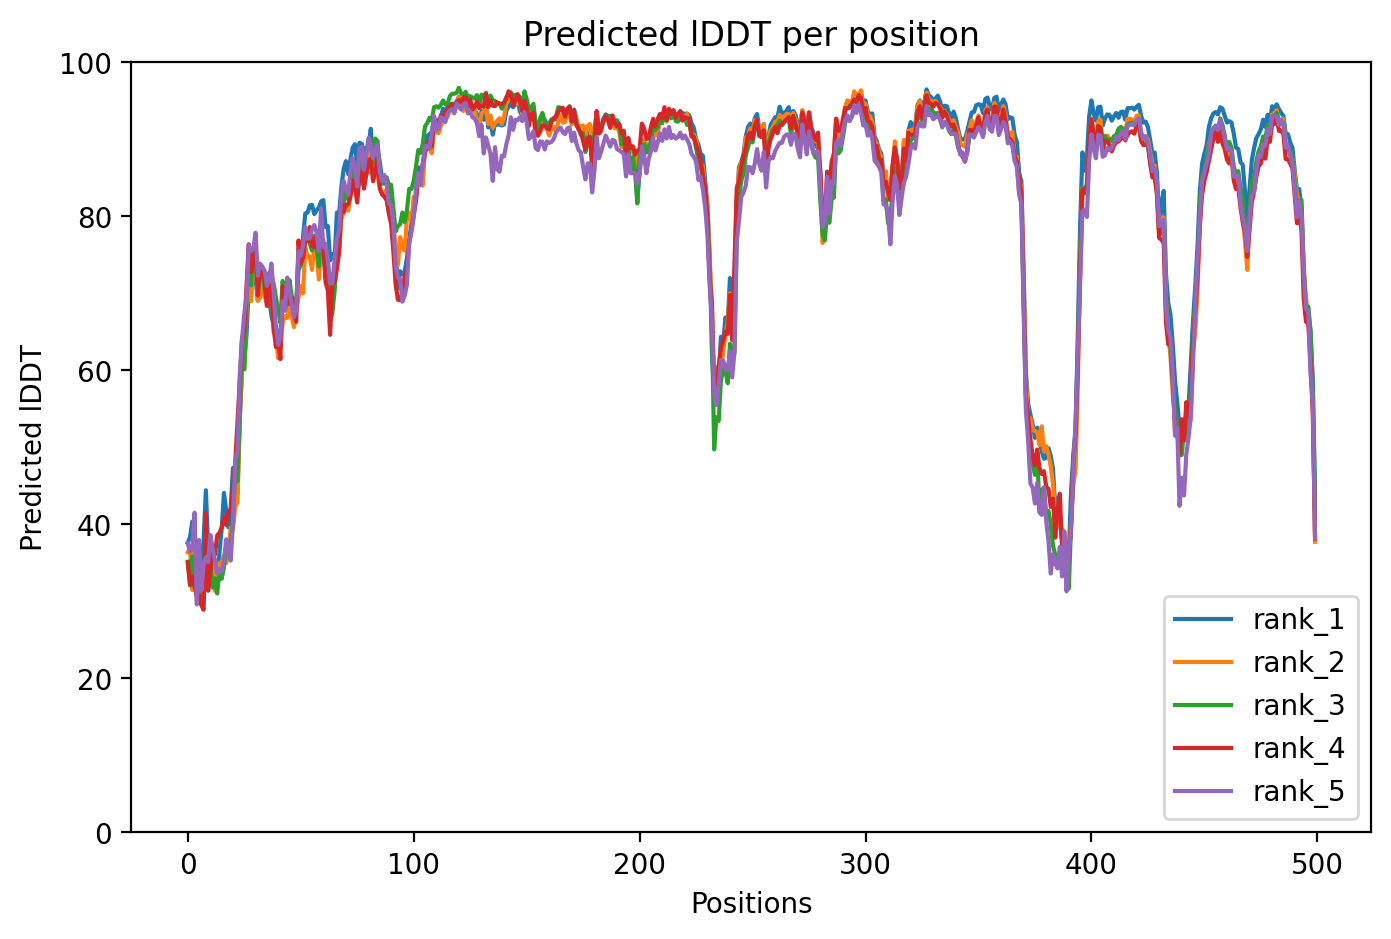 Predicted lDDT per position
100
80
60
40
20
0
Predicted lDDT
0 100 200 300 400 500
Positions
rank_1
rank_2
rank_3
rank_4
rank_5